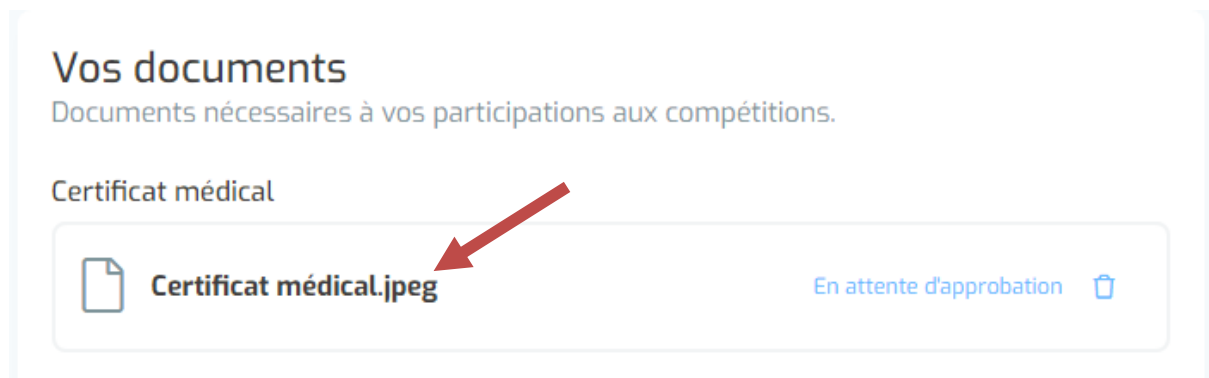 Vos documents
Documents nécessaires à vos participations aux compétitions.
Certificat médical
Certificat médical.jpeg
En attente d'approbation